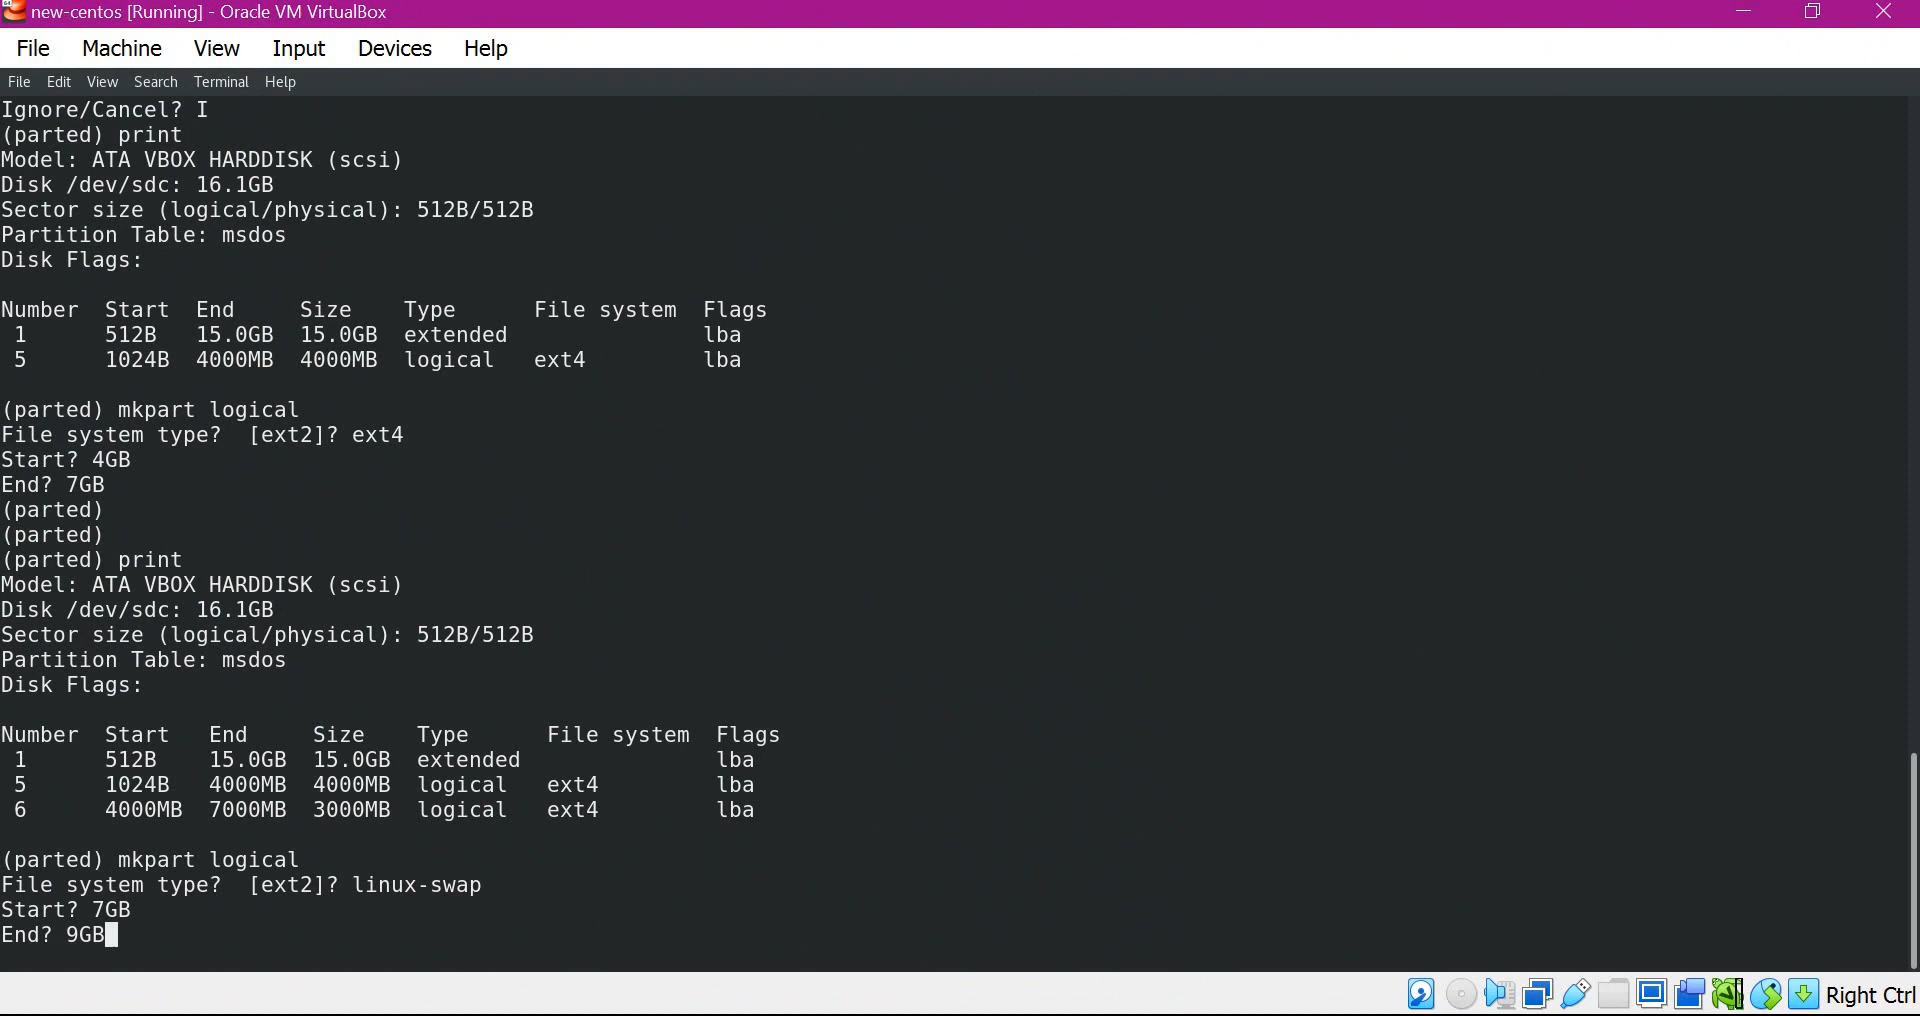 new-centos [Running] - Oracle VM VirtualBox
File Machine View Input Devices Help
File Edit View Search Terminal Help
Ignore/Cancel? I
(parted) print
Model: ATA VBOX HARDDISK (scsi)
Disk /dev/sdc: 16.1GB
Sector size (logical/physical): 512B/512B
Partition Table: msdos
Disk Flags:
Number  Start  End     Size    Type      File system  Flags
 1      512B   15.0GB  15.0GB  extended               lba
 5      1024B  4000MB  4000MB  logical   ext4         lba
(parted) mkpart logical
File system type?  [ext2]? ext4
Start? 4GB
End? 7GB
(parted)
(parted)
(parted) print
Model: ATA VBOX HARDDISK (scsi)
Disk /dev/sdc: 16.1GB
Sector size (logical/physical): 512B/512B
Partition Table: msdos
Disk Flags:
Number  Start   End     Size    Type      File system  Flags
 1      512B    15.0GB  15.0GB  extended               lba
 5      1024B   4000MB  4000MB  logical   ext4         lba
 6      4000MB  7000MB  3000MB  logical   ext4         lba
(parted) mkpart logical
File system type?  [ext2]? linux-swap
Start? 7GB
End? 9GB
Right Ctrl